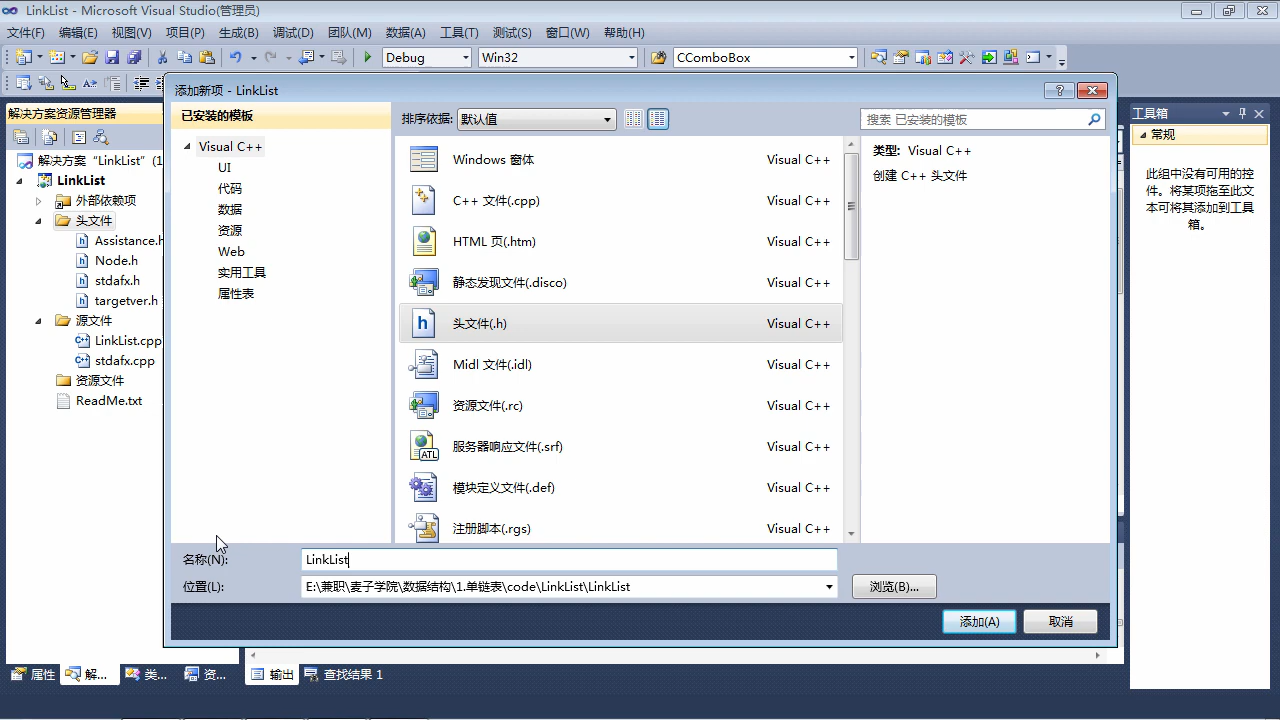 LinkList - Microsoft Visual Studio(管理员)
文件(F) 编辑(E) 视图(V) 项目(P) 生成(B) 调试(D) 团队(M) 数据(A) 工具(T) 测试(S) 窗口(W) 帮助(H)
Debug Win32 CComboBox
解决方案资源管理器
解决方案 "LinkList" (1
LinkList
外部依赖项
头文件
Assistance.h
Node.h
stdafx.h
targetver.h
源文件
LinkList.cpp
stdafx.cpp
资源文件
ReadMe.txt
添加新项 - LinkList
已安装的模板
Visual C++
UI
代码
数据
资源
Web
实用工具
属性表
排序依据: 默认值
搜索 已安装的模板
Windows 窗体 Visual C++
C++ 文件(.cpp) Visual C++
HTML 页(.htm) Visual C++
静态发现文件(.disco) Visual C++
头文件(.h) Visual C++
Midl 文件(.idl) Visual C++
资源文件(.rc) Visual C++
服务器响应文件(.srf) Visual C++
模块定义文件(.def) Visual C++
注册脚本(.rgs) Visual C++
类型: Visual C++
创建 C++ 头文件
名称(N): LinkList
位置(L): E:\兼职\麦子学院\数据结构\1.单链表\code\LinkList\LinkList
浏览(B)...
添加(A) 取消
工具箱
常规
此组中没有可用的控
件。将某项拖至此文
本可将其添加到工具
箱。
属性 解... 类... 资... 输出 查找结果 1